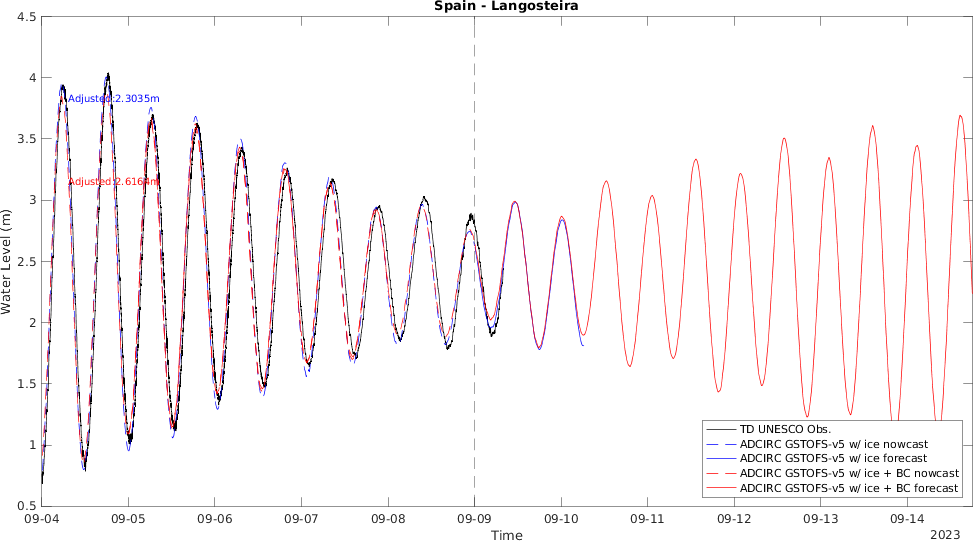 Spain - Langosteira
4.5
4
3.5
3
2.5
2
1.5
1
0.5
Water Level (m)
Adjusted:2.3035m
Adjusted:2.6164m
TD UNESCO Obs.
ADCIRC GSTOFS-v5 w/ ice nowcast
ADCIRC GSTOFS-v5 w/ ice forecast
ADCIRC GSTOFS-v5 w/ ice + BC nowcast
ADCIRC GSTOFS-v5 w/ ice + BC forecast
09-04 09-05 09-06 09-07 09-08 09-09 09-10 09-11 09-12 09-13 09-14
Time
2023